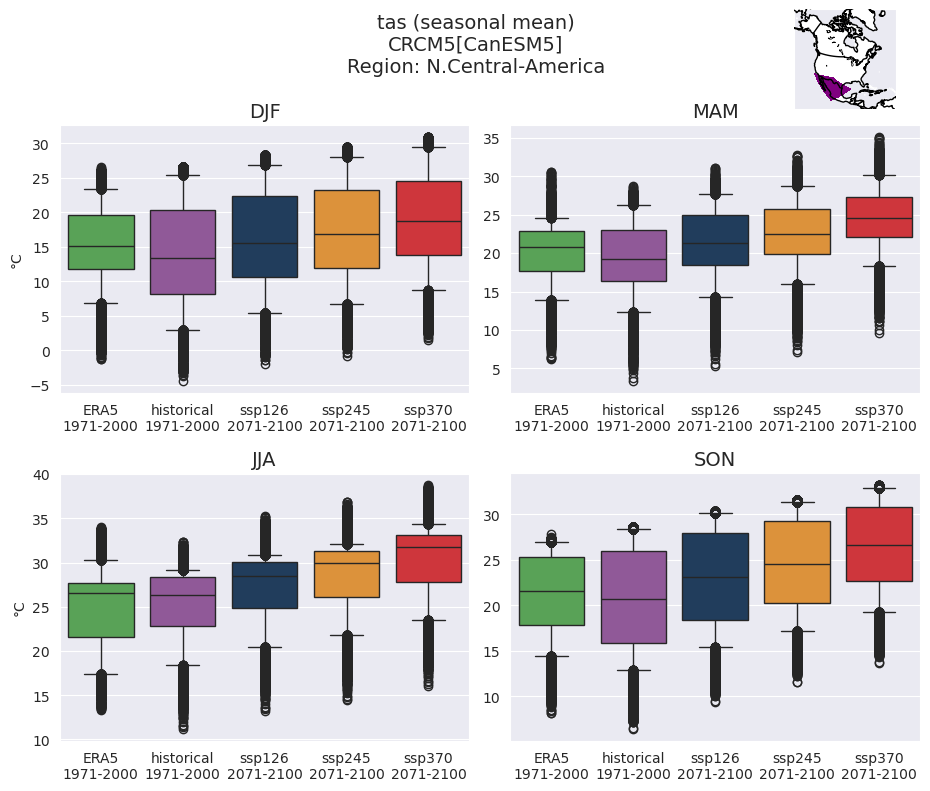 tas (seasonal mean)
CRCM5[CanESM5]
Region: N.Central-America
DJF
°C
30
25
20
15
10
5
0
−5
ERA5 historical ssp126 ssp245 ssp370
1971-2000 1971-2000 2071-2100 2071-2100 2071-2100
MAM
35
30
25
20
15
10
5
ERA5 historical ssp126 ssp245 ssp370
1971-2000 1971-2000 2071-2100 2071-2100 2071-2100
JJA
°C
40
35
30
25
20
15
10
ERA5 historical ssp126 ssp245 ssp370
1971-2000 1971-2000 2071-2100 2071-2100 2071-2100
SON
30
25
20
15
10
ERA5 historical ssp126 ssp245 ssp370
1971-2000 1971-2000 2071-2100 2071-2100 2071-2100